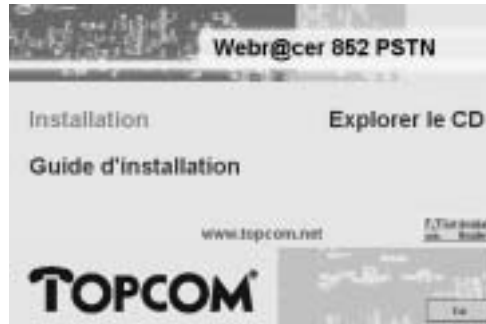 Webr@cer 852 PSTN
Installation
Explorer le CD
Guide d'installation
www.topcom.net
TOPCOM